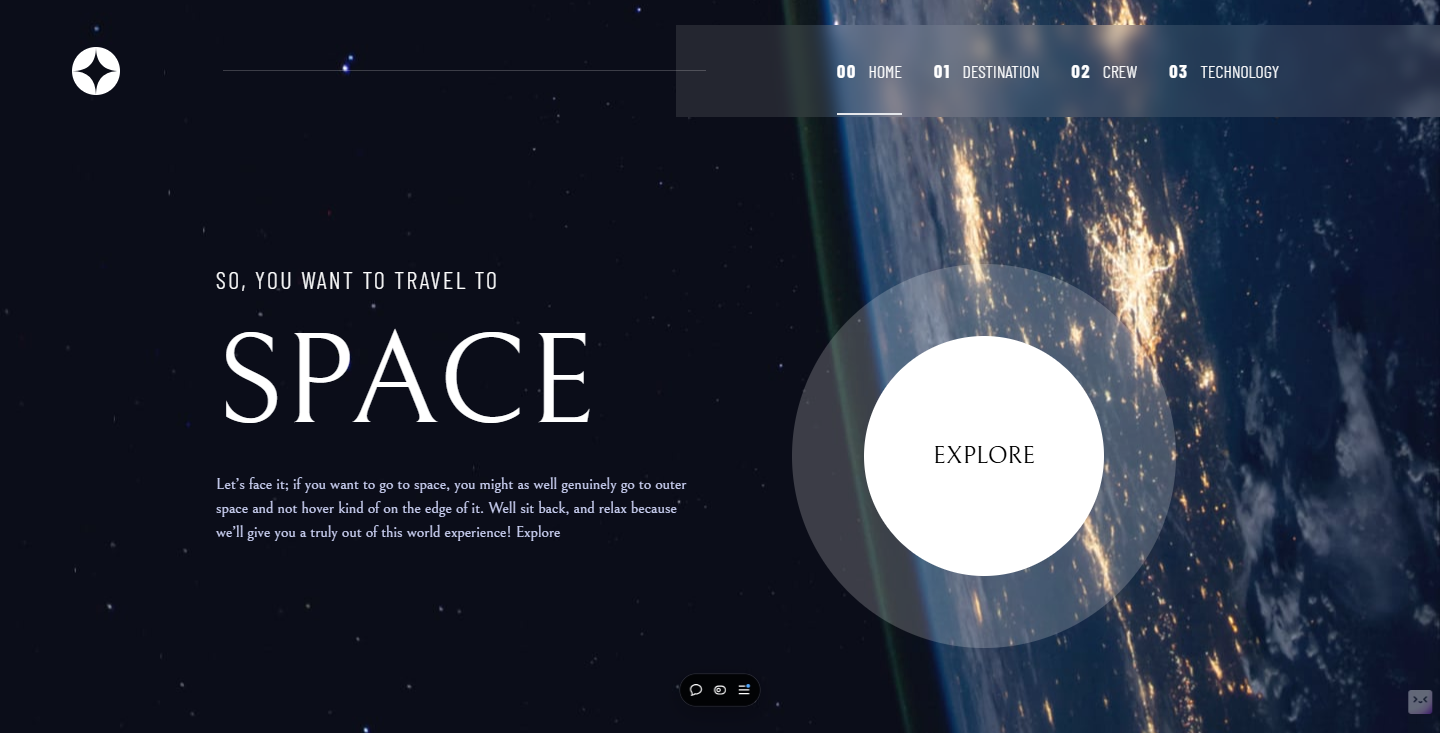 00 HOME 01 DESTINATION 02 CREW 03 TECHNOLOGY
SO, YOU WANT TO TRAVEL TO
SPACE
Let’s face it; if you want to go to space, you might as well genuinely go to outer
space and not hover kind of on the edge of it. Well sit back, and relax because
we’ll give you a truly out of this world experience! Explore
EXPLORE